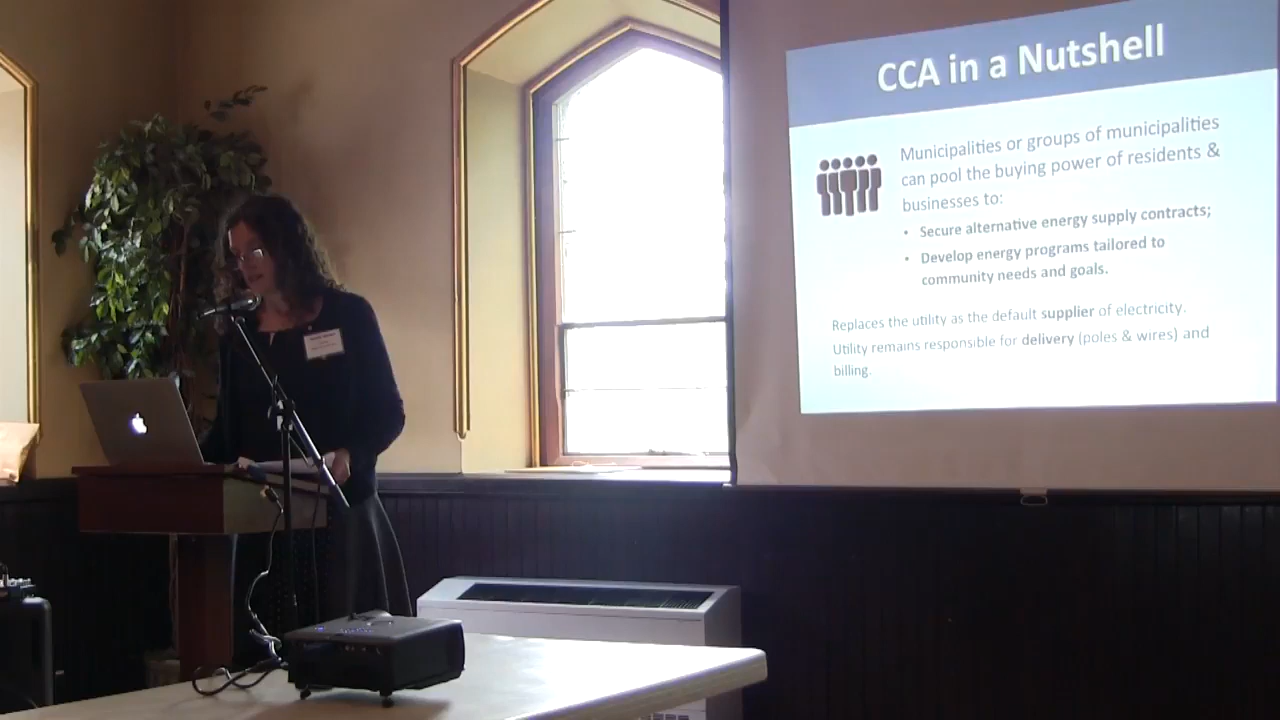 CCA in a Nutshell
Municipalities or groups of municipalities
can pool the buying power of residents &
businesses to:
• Secure alternative energy supply contracts;
• Develop energy programs tailored to
community needs and goals.
Replaces the utility as the default supplier of electricity.
Utility remains responsible for delivery (poles & wires) and
billing.